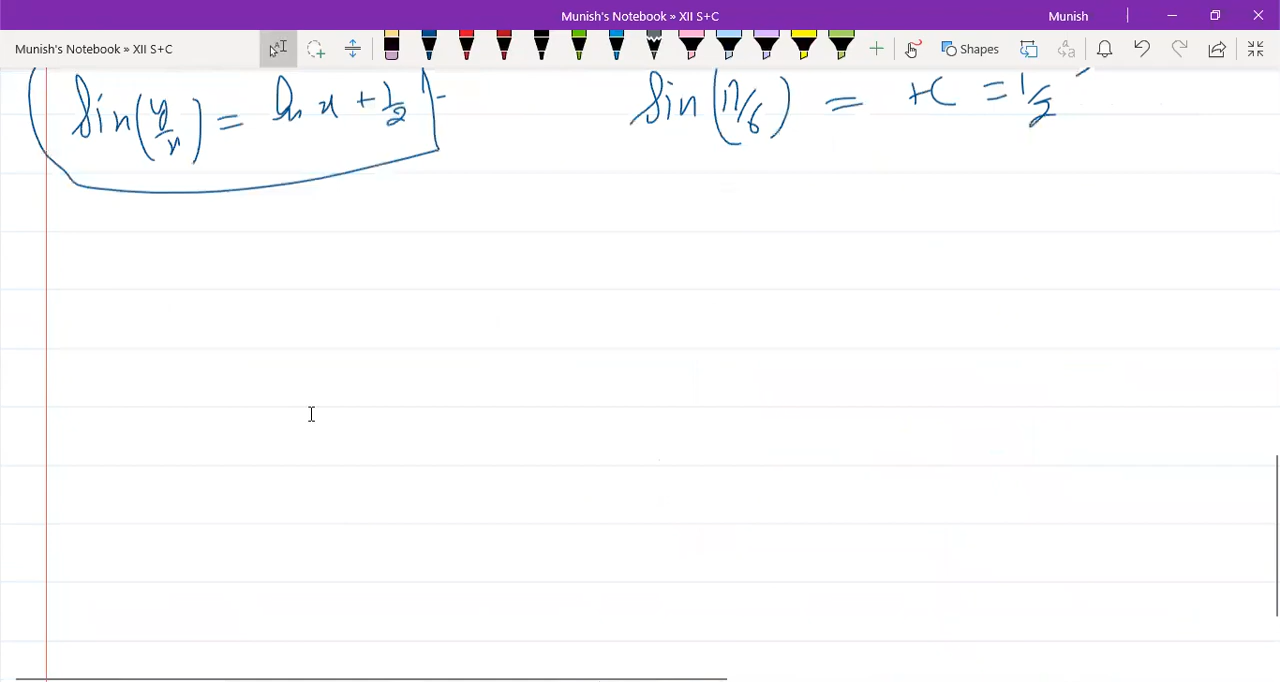 Munish's Notebook » XII S+C
Munish
Munish's Notebook » XII S+C
Shapes
sin(y/x) = ln x + 1/2
sin(π/6) = +C = 1/2